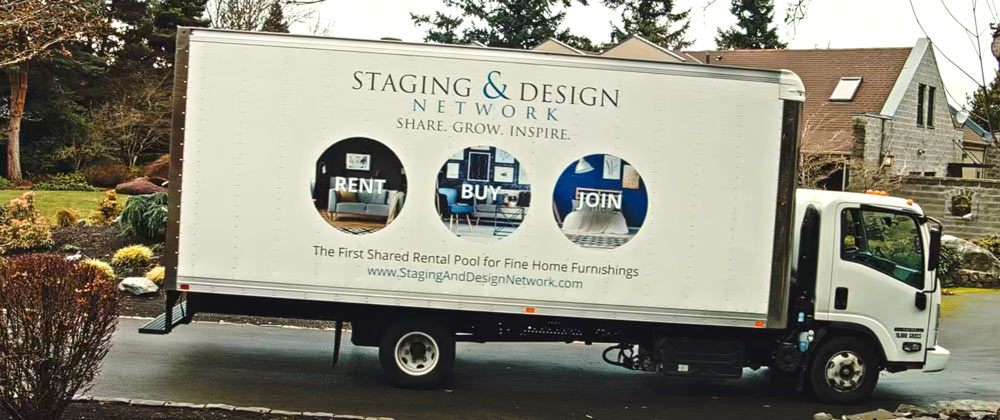 STAGING & DESIGN
NETWORK
SHARE. GROW. INSPIRE.
RENT
BUY
JOIN
The First Shared Rental Pool for Fine Home Furnishings
www.StagingAndDesignNetwork.com